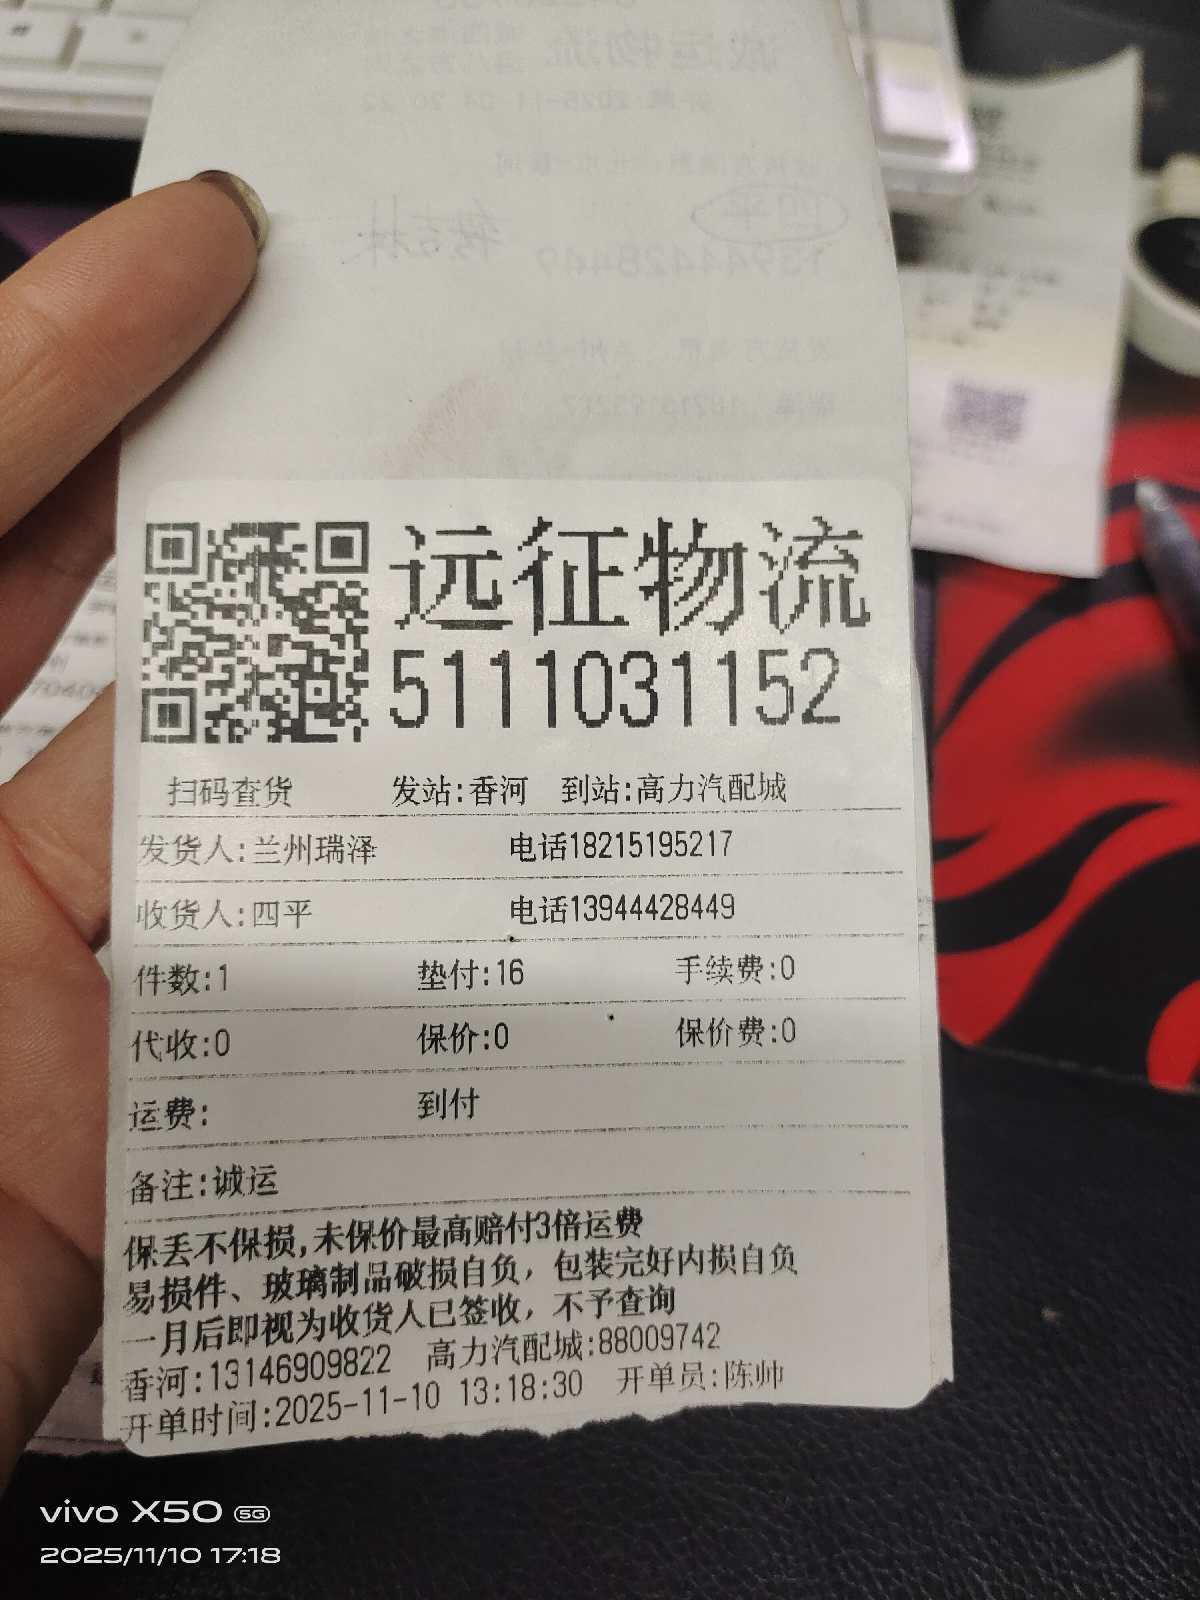 远征物流
5111031152
扫码查货 发站:香河 到站:高力汽配城
发货人:兰州瑞泽 电话18215195217
收货人:四平 电话13944428449
件数:1 垫付:16 手续费:0
代收:0 保价:0 保价费:0
运费: 到付
备注:诚运
保丢不保损,未保价最高赔付3倍运费
易损件、玻璃制品破损自负，包装完好内损自负
一月后即视为收货人已签收，不予查询
香河:13146909822 高力汽配城:88009742
开单时间:2025-11-10 13:18:30 开单员:陈帅
vivo X50 5G
2025/11/10 17:18